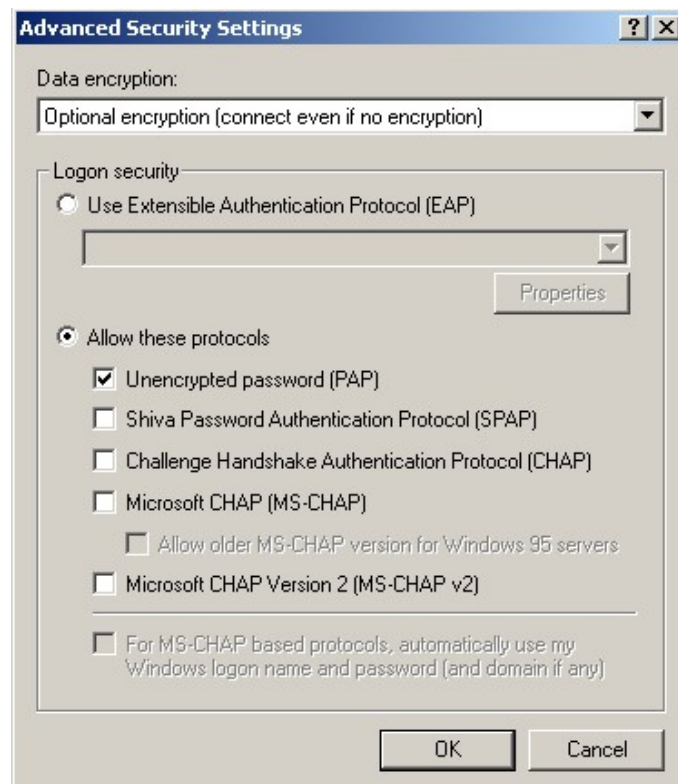 Advanced Security Settings
Data encryption:
Optional encryption (connect even if no encryption)
Logon security
Use Extensible Authentication Protocol (EAP)
Properties
Allow these protocols
Unencrypted password (PAP)
Shiva Password Authentication Protocol (SPAP)
Challenge Handshake Authentication Protocol (CHAP)
Microsoft CHAP (MS-CHAP)
Allow older MS-CHAP version for Windows 95 servers
Microsoft CHAP Version 2 (MS-CHAP v2)
For MS-CHAP based protocols, automatically use my
Windows logon name and password (and domain if any)
OK Cancel